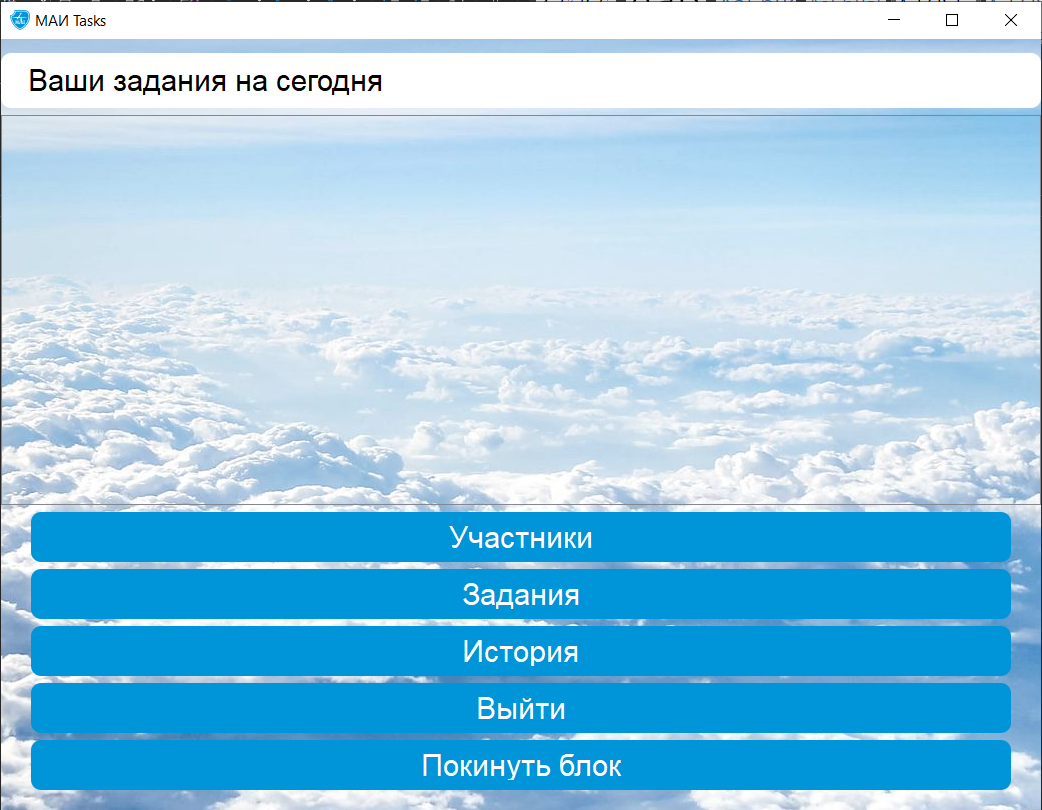 МАИ Tasks
Ваши задания на сегодня
Участники
Задания
История
Выйти
Покинуть блок